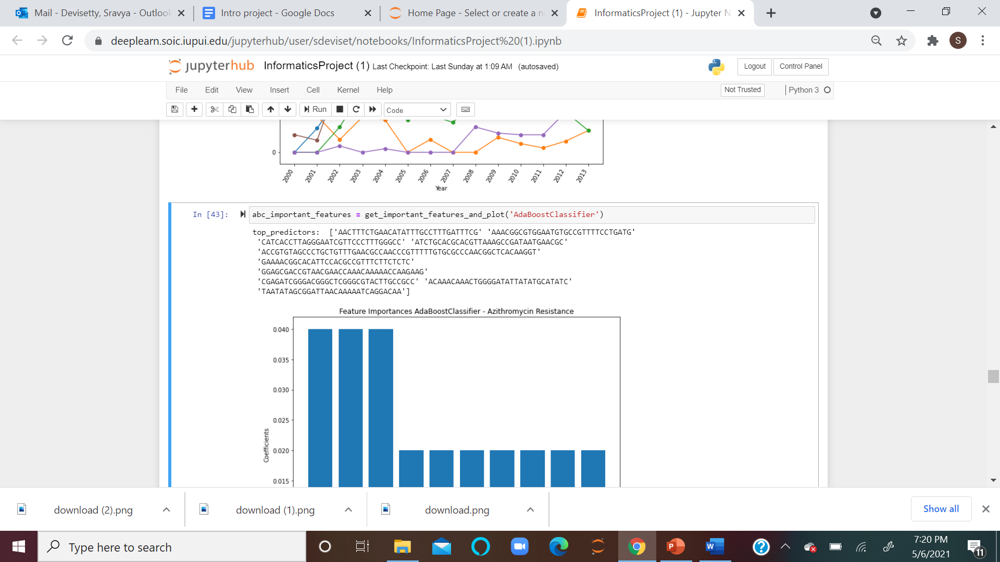 Mail - Devisetty, Sravya - Outlook
Intro project - Google Docs
Home Page - Select or create a n
InformaticsProject (1) - Jupyter N
deeplearn.soic.iupui.edu/jupyterhub/user/sdeviset/notebooks/InformaticsProject%20(1).ipynb
S
jupyterhub InformaticsProject (1) Last Checkpoint: Last Sunday at 1:09 AM (autosaved)
Logout Control Panel
File Edit View Insert Cell Kernel Help
Not Trusted Python 3
Run Code
0
2000 2001 2002 2003 2004 2005 2006 2007 2008 2009 2010 2011 2012 2013
Year
In [43]: abc_important_features = get_important_features_and_plot('AdaBoostClassifier')
top_predictors: ['AACTTTCTGAACATATTTGCCTTTGATTTCG' 'AAACGGCGTGGAATGTGCCGTTTTCCTGATG'
'CATCACCTTAGGGAATCGTTCCCTTTGGGCC' 'ATCTGCACGCACGTTAAAGCCGATAATGAACGC'
'ACCGTGTAGCCCTGCTGTTTGAACGCCAACCCGTTTTTGTGCGCCCAACGGCTCACAAGGT'
'GAAAACGGCACATTCCACGCCGTTTCTTCTCTC'
'GGAGCGACCGTAACGAACCAAACAAAAACCAAGAAG'
'CGAGATCGGGACGGGCTCGGGCGTACTTGCCGCC' 'ACAAACAAACTGGGGATATTATATGCATATC'
'TAATATAGCGGATTAACAAAAATCAGGACAA']
Feature Importances AdaBoostClassifier - Azithromycin Resistance
0.040
0.035
0.030
0.025
0.020
0.015
Coefficients
download (2).png
download (1).png
download.png
Show all
Type here to search
7:20 PM
5/6/2021
11